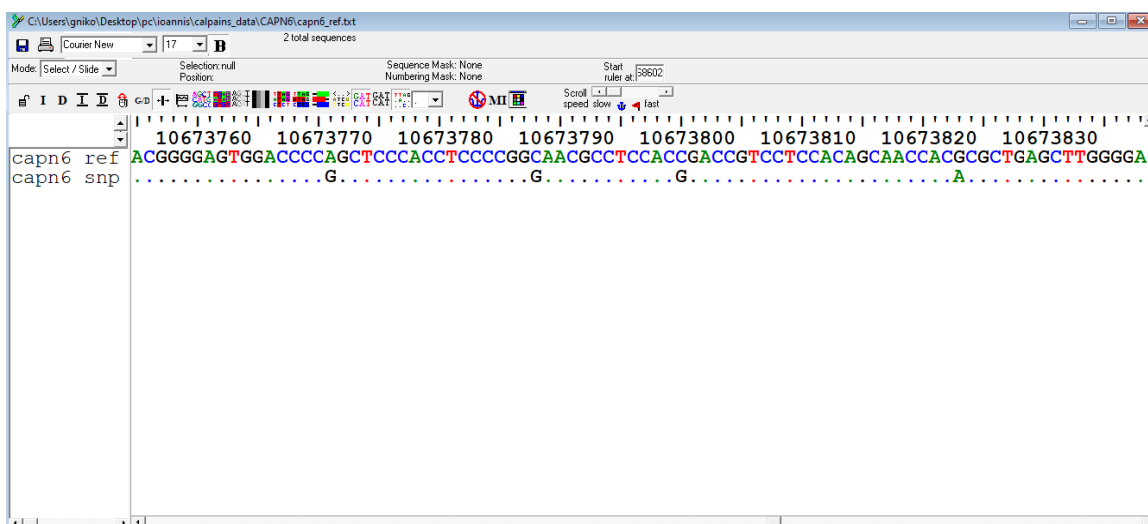 C:\Users\gniko\Desktop\pc\ioannis\calpains_data\CAPN6\capn6_ref.txt
Courier New 17 B 2 total sequences
Mode: Select / Slide Selection: null Sequence Mask: None Start
Position: Numbering Mask: None ruler at: 58602
I D I D G/D MI Scroll
speed slow fast
10673760 10673770 10673780 10673790 10673800 10673810 10673820 10673830
capn6 ref ACGGGGAGTGGACCCCAGCTCCCACCTCCCCGGCAACGCCTCCACCGACCGTCCTCCACAGCAACCACGCGCTGAGCTTGGGGA
capn6 snp ................G................G...........G......................A...............